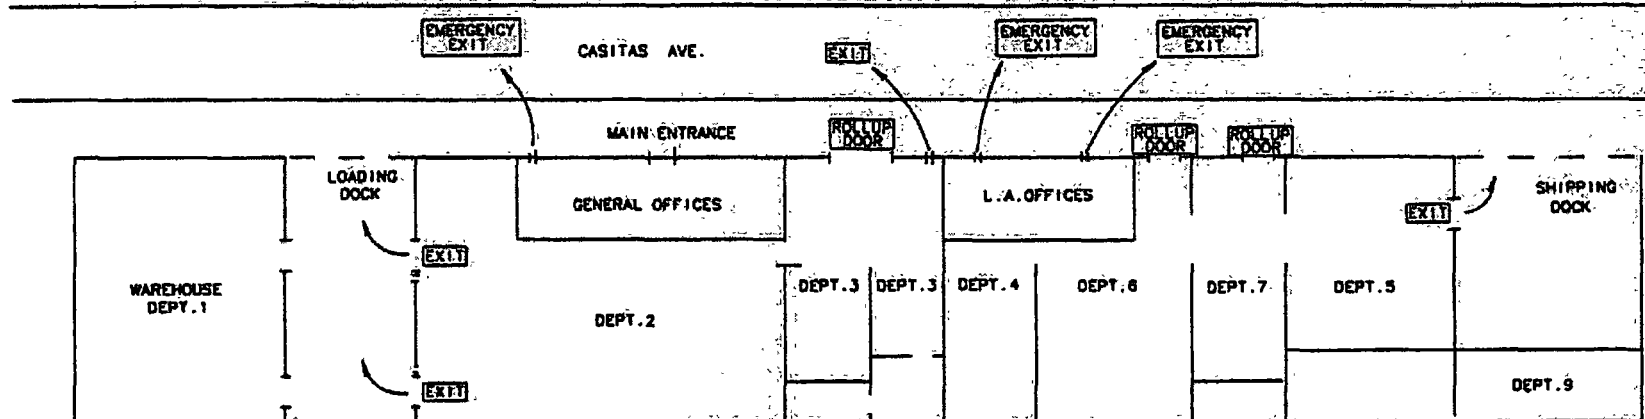 EMERGENCY
EXIT
CASITAS AVE.
EXIT
EMERGENCY
EXIT
EMERGENCY
EXIT
MAIN ENTRANCE
ROLLUP
DOOR
ROLLUP
DOOR
ROLLUP
DOOR
LOADING
DOCK
GENERAL OFFICES
L.A.OFFICES
SHIPPING
DOCK
EXIT
EXIT
WAREHOUSE
DEPT.1
DEPT.2
DEPT.3
DEPT.3
DEPT.4
DEPT.6
DEPT.7
DEPT.5
EXIT
DEPT.9